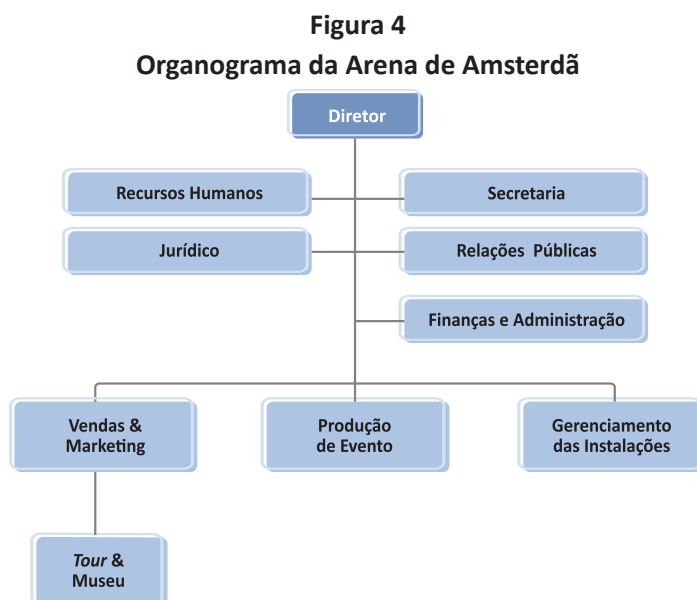 Figura 4
Organograma da Arena de Amsterdã
Diretor
Recursos Humanos
Secretaria
Jurídico
Relações Públicas
Finanças e Administração
Vendas &
Marketing
Produção
de Evento
Gerenciamento
das Instalações
Tour &
Museu